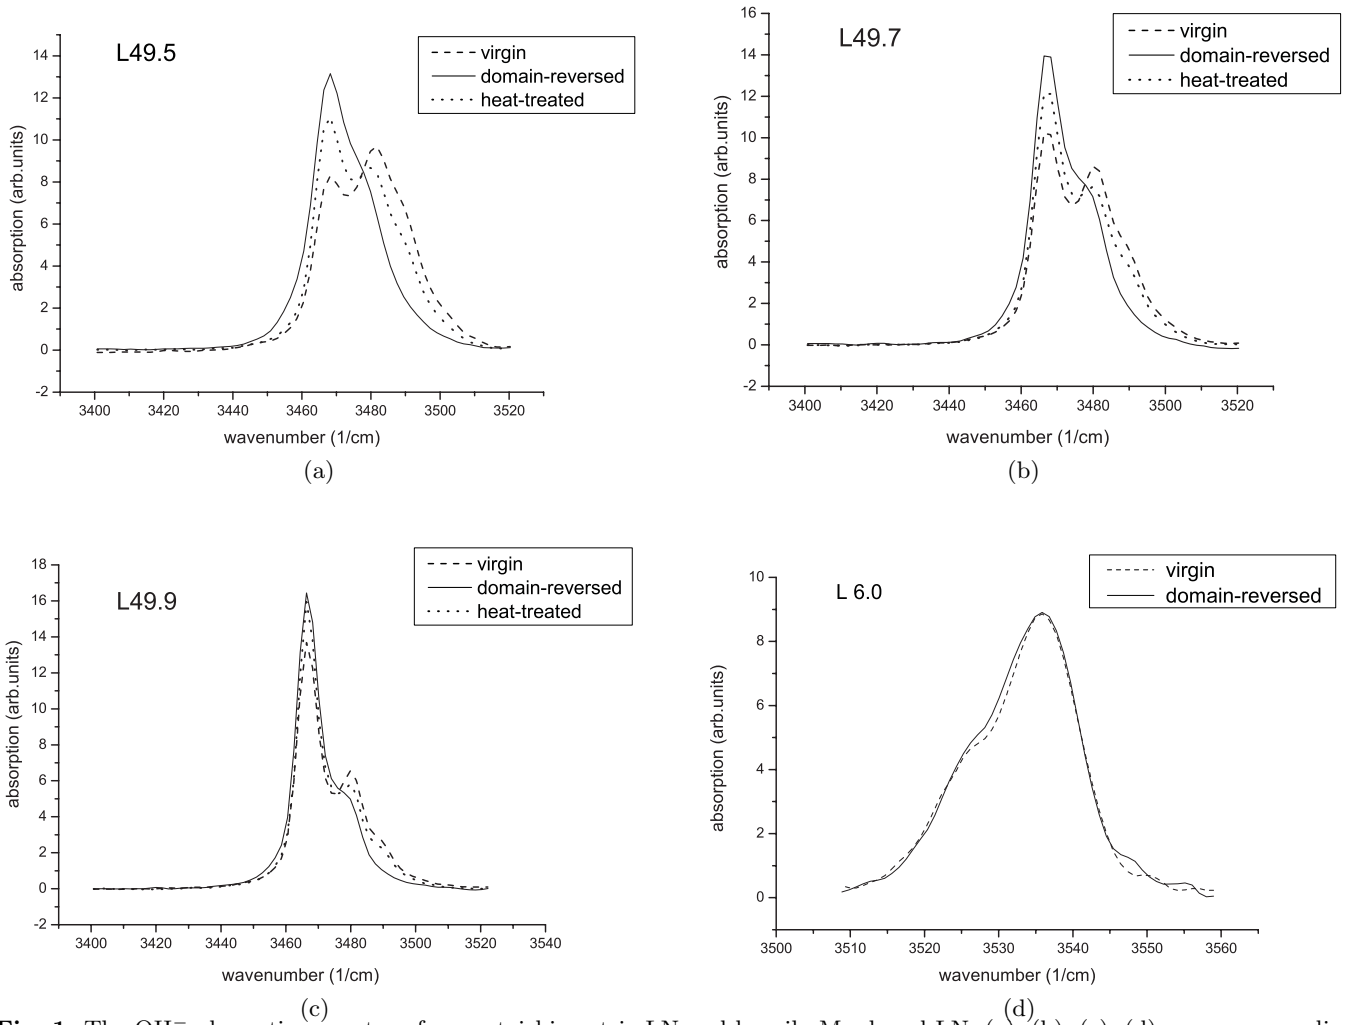 L49.5
virgin
domain-reversed
heat-treated
absorption (arb.units)
14
12
10
8
6
4
2
0
-2
3400 3420 3440 3460 3480 3500 3520
wavenumber (1/cm)
(a)
L49.7
virgin
domain-reversed
heat-treated
absorption (arb.units)
16
14
12
10
8
6
4
2
0
-2
3400 3420 3440 3460 3480 3500 3520
wavenumber (1/cm)
(b)
L49.9
virgin
domain-reversed
heat-treated
absorption (arb.units)
18
16
14
12
10
8
6
4
2
0
-2
3400 3420 3440 3460 3480 3500 3520 3540
wavenumber (1/cm)
(c)
L 6.0
virgin
domain-reversed
absorption (arb.units)
10
8
6
4
2
0
3500 3510 3520 3530 3540 3550 3560
wavenumber (1/cm)
(d)